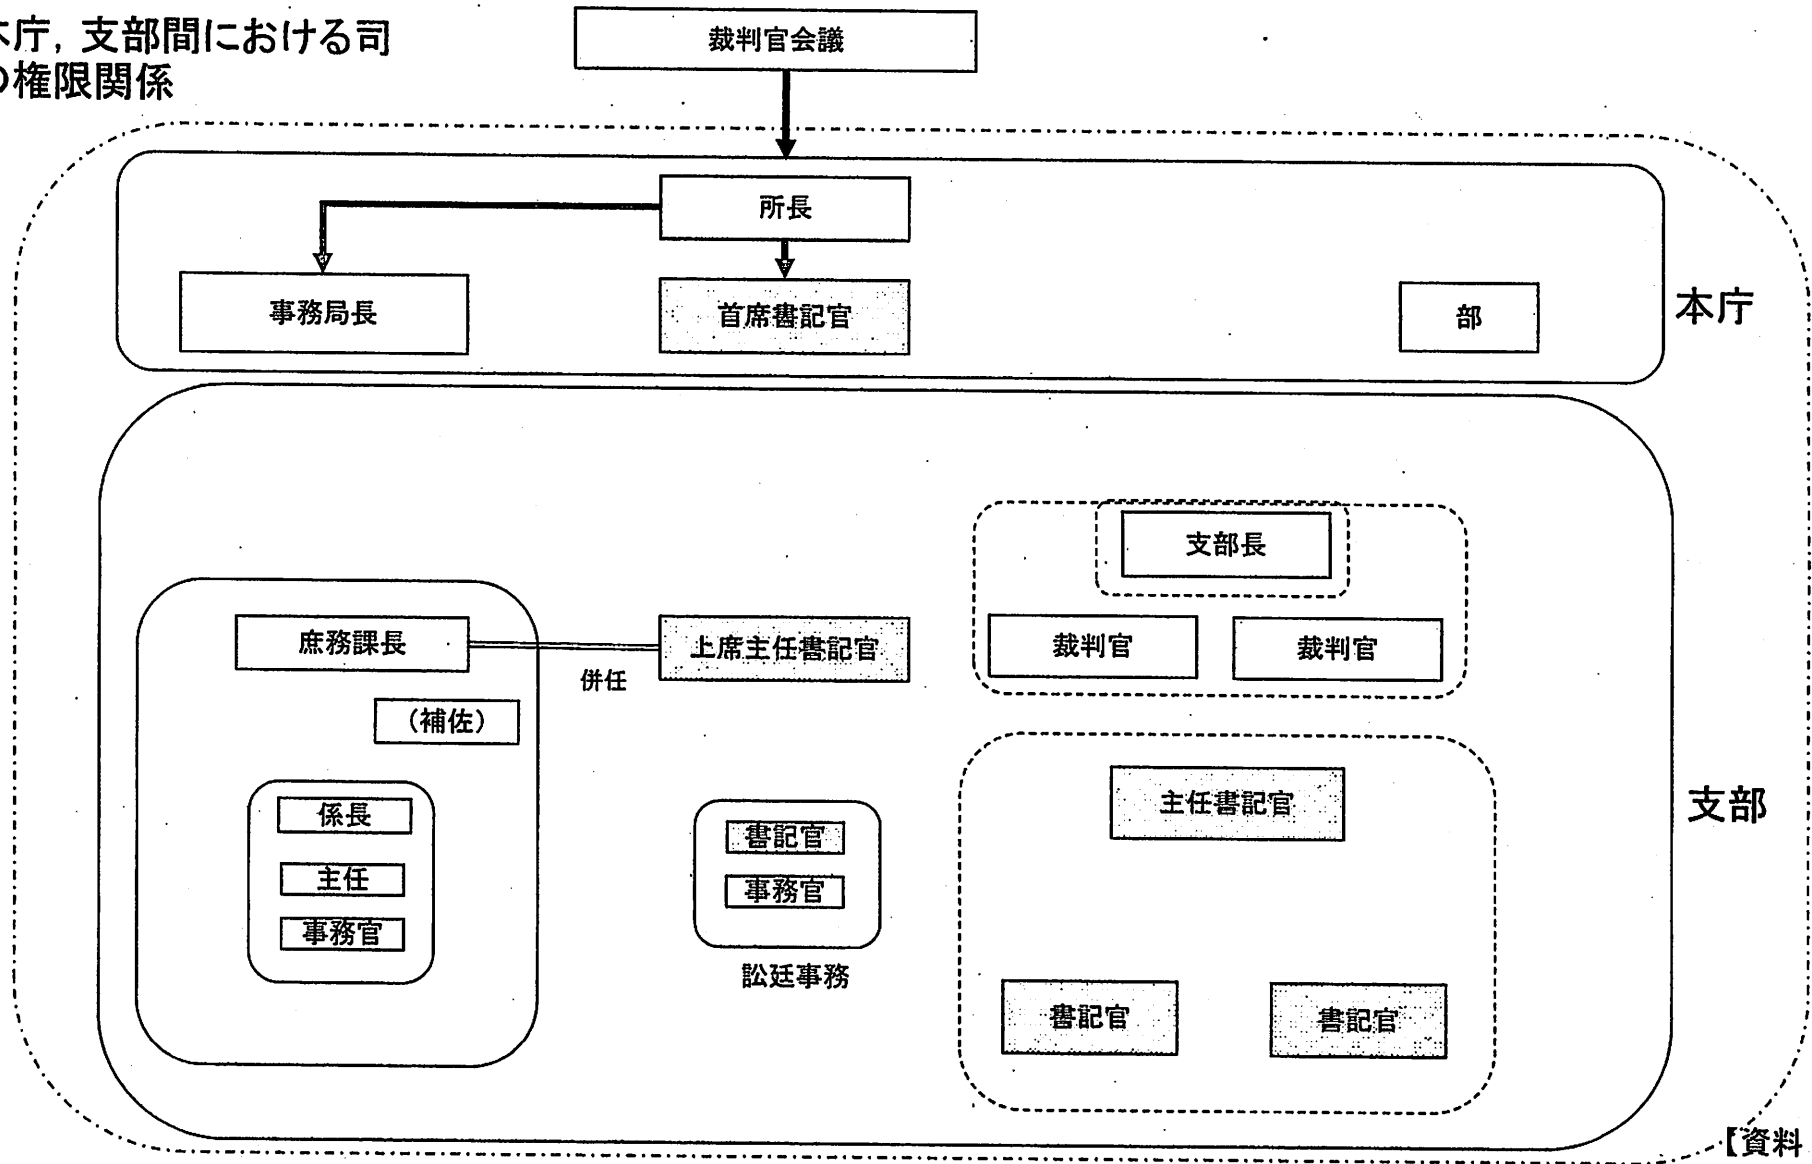 本庁，支部間における司
の権限関係
裁判官会議
所長
事務局長
首席書記官
部
本庁
支部長
庶務課長
併任
上席主任書記官
裁判官
裁判官
（補佐）
係長
主任
事務官
書記官
事務官
訟廷事務
主任書記官
書記官
書記官
支部
【資料